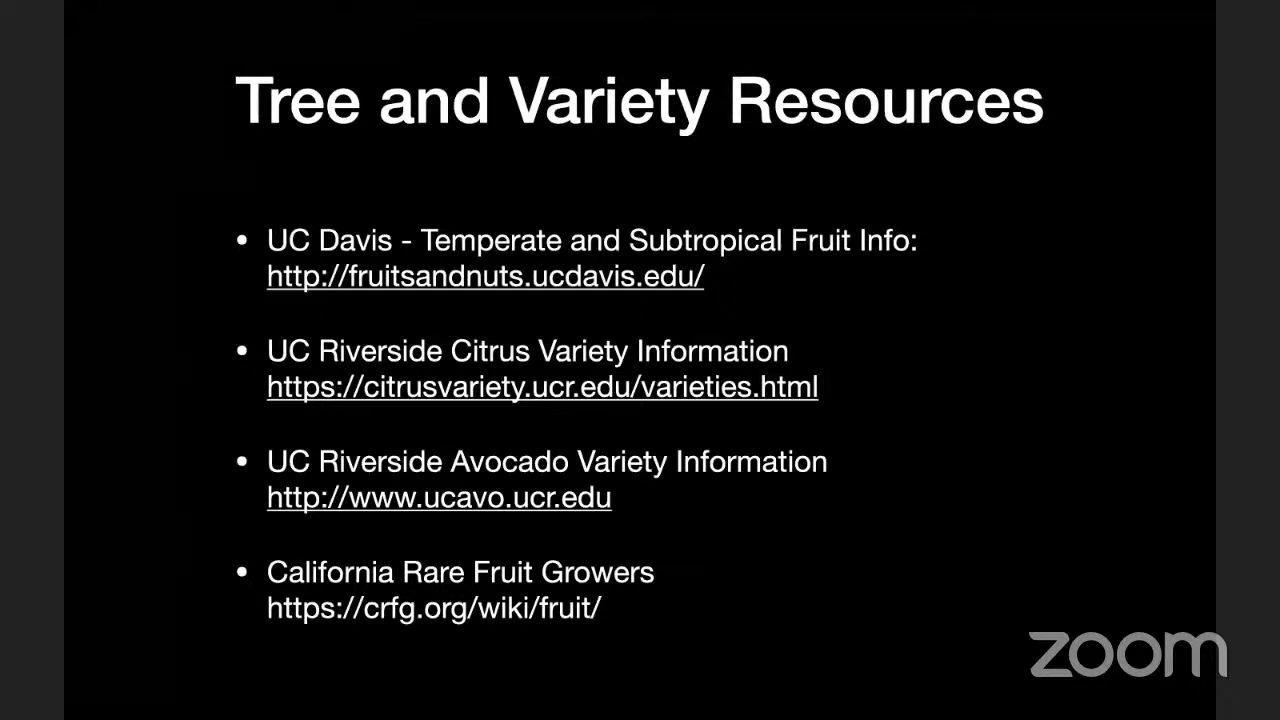 Tree and Variety Resources
• UC Davis - Temperate and Subtropical Fruit Info:
http://fruitsandnuts.ucdavis.edu/
• UC Riverside Citrus Variety Information
https://citrusvariety.ucr.edu/varieties.html
• UC Riverside Avocado Variety Information
http://www.ucavo.ucr.edu
• California Rare Fruit Growers
https://crfg.org/wiki/fruit/
zoom